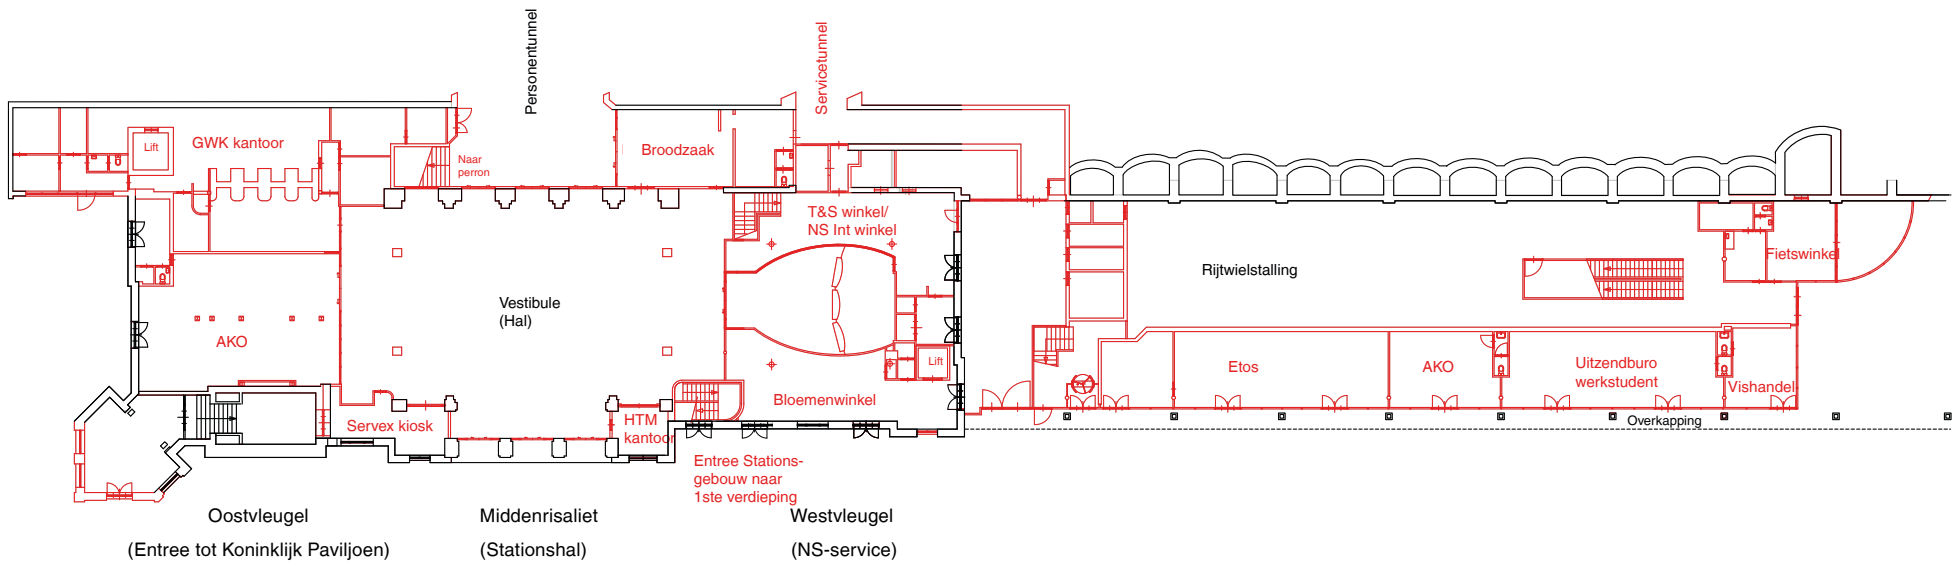 Personentunnel
Servicetunnel
Lift
GWK kantoor
Naar
perron
Broodzaak
T&S winkel/
NS Int winkel
Vestibule
(Hal)
AKO
Rijtwielstalling
Fietswinkel
Lift
Bloemenwinkel
Servex kiosk
HTM
kantoor
Etos
AKO
Uitzendburo
werkstudent
Vishandel
Overkapping
Entree Stations-
gebouw naar
1ste verdieping
Oostvleugel
(Entree tot Koninklijk Paviljoen)
Middenrisaliet
(Stationshal)
Westvleugel
(NS-service)